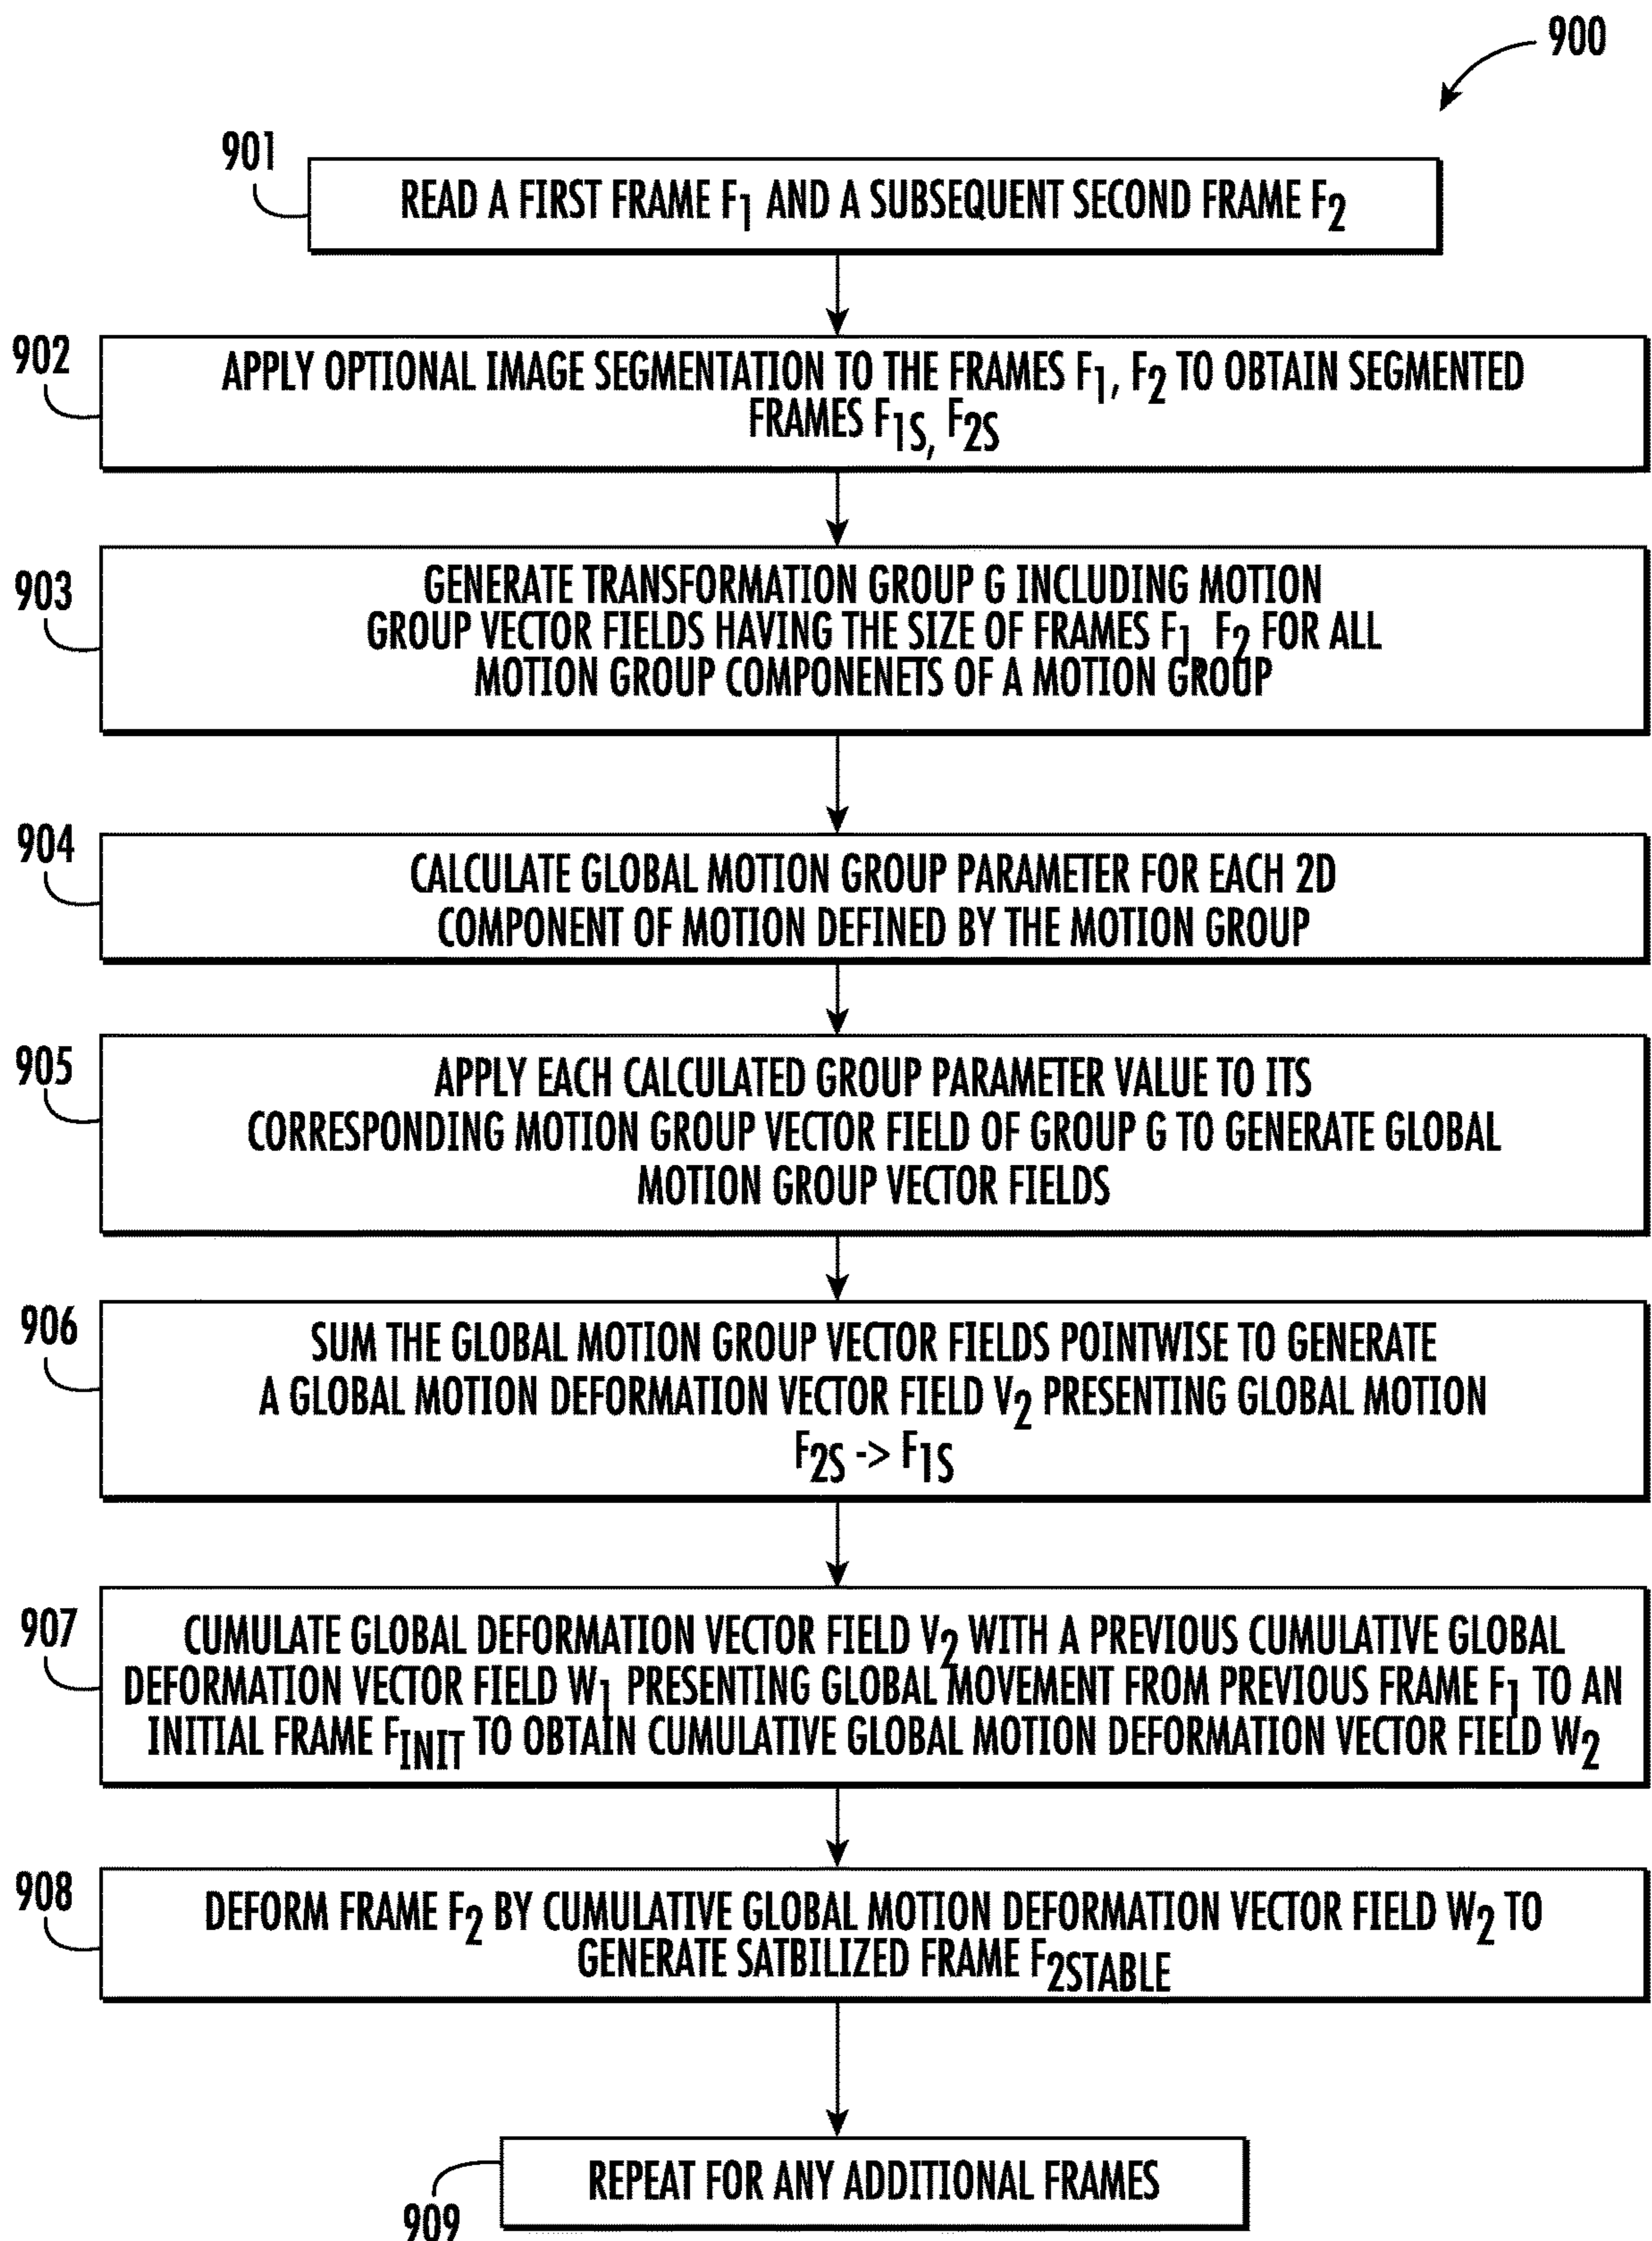 900
901
READ A FIRST FRAME F1 AND A SUBSEQUENT SECOND FRAME F2
902
APPLY OPTIONAL IMAGE SEGMENTATION TO THE FRAMES F1, F2 TO OBTAIN SEGMENTED
FRAMES F1S, F2S
903
GENERATE TRANSFORMATION GROUP G INCLUDING MOTION
GROUP VECTOR FIELDS HAVING THE SIZE OF FRAMES F1, F2 FOR ALL
MOTION GROUP COMPONENETS OF A MOTION GROUP
904
CALCULATE GLOBAL MOTION GROUP PARAMETER FOR EACH 2D
COMPONENT OF MOTION DEFINED BY THE MOTION GROUP
905
APPLY EACH CALCULATED GROUP PARAMETER VALUE TO ITS
CORRESPONDING MOTION GROUP VECTOR FIELD OF GROUP G TO GENERATE GLOBAL
MOTION GROUP VECTOR FIELDS
906
SUM THE GLOBAL MOTION GROUP VECTOR FIELDS POINTWISE TO GENERATE
A GLOBAL MOTION DEFORMATION VECTOR FIELD V2 PRESENTING GLOBAL MOTION
F2S -> F1S
907
CUMULATE GLOBAL DEFORMATION VECTOR FIELD V2 WITH A PREVIOUS CUMULATIVE GLOBAL
DEFORMATION VECTOR FIELD W1 PRESENTING GLOBAL MOVEMENT FROM PREVIOUS FRAME F1 TO AN
INITIAL FRAME FINIT TO OBTAIN CUMULATIVE GLOBAL MOTION DEFORMATION VECTOR FIELD W2
908
DEFORM FRAME F2 BY CUMULATIVE GLOBAL MOTION DEFORMATION VECTOR FIELD W2 TO
GENERATE SATBILIZED FRAME F2STABLE
909
REPEAT FOR ANY ADDITIONAL FRAMES